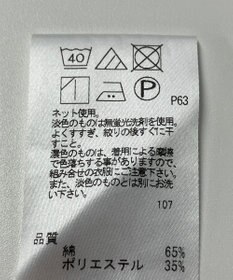 40
P
P63
ネット使用。
淡色のものは無蛍光洗剤を使用。
よくすすぎ、絞りの後すぐに干
すこと。
濃色のものは、着用による摩擦
で色落ちする事がありますので、
組み合せの衣服にご注意下さい。
また、淡色のものとは別にお洗
い下さい。
107
品質
綿 65%
ポリエステル 35%